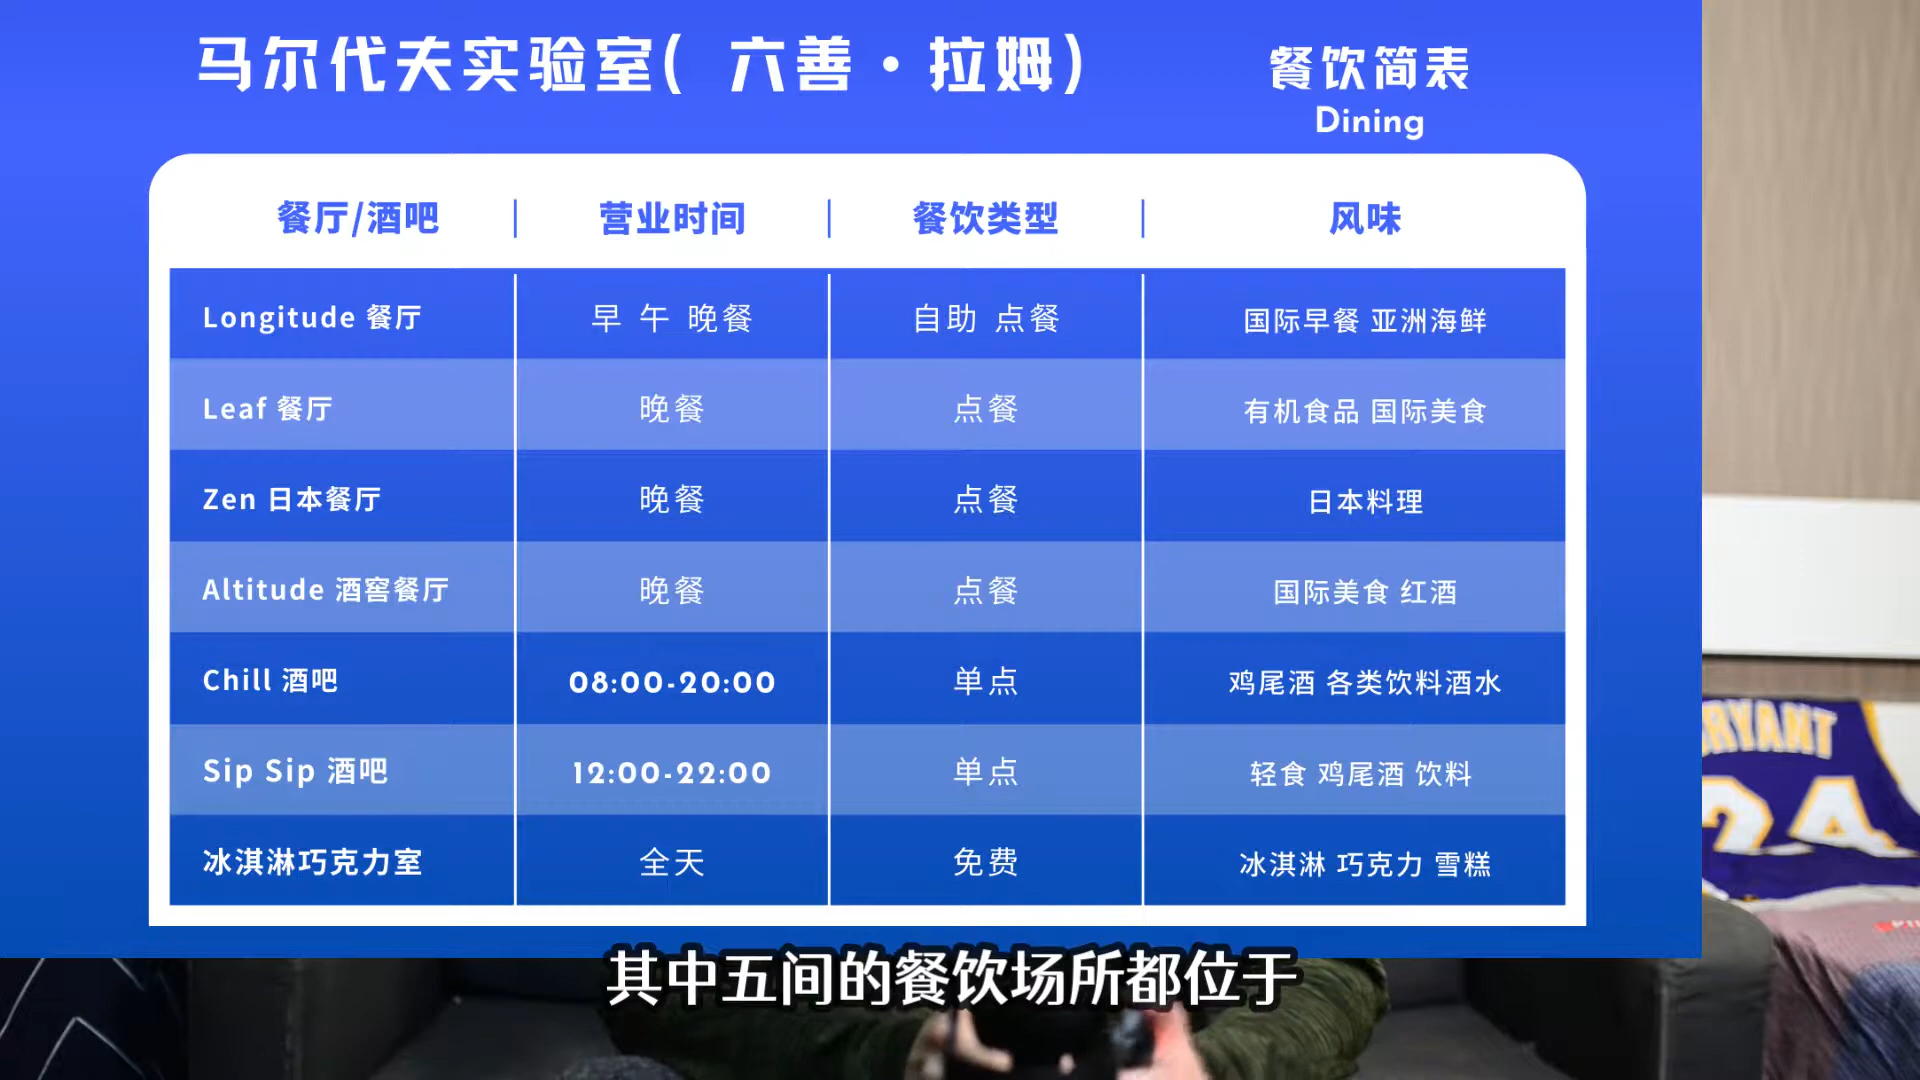 马尔代夫实验室( 六善·拉姆)
餐饮简表
Dining
餐厅/酒吧 营业时间 餐饮类型 风味
Longitude 餐厅 早 午 晚餐 自助 点餐 国际早餐 亚洲海鲜
Leaf 餐厅 晚餐 点餐 有机食品 国际美食
Zen 日本餐厅 晚餐 点餐 日本料理
Altitude 酒窖餐厅 晚餐 点餐 国际美食 红酒
Chill 酒吧 08:00-20:00 单点 鸡尾酒 各类饮料酒水
Sip Sip 酒吧 12:00-22:00 单点 轻食 鸡尾酒 饮料
冰淇淋巧克力室 全天 免费 冰淇淋 巧克力 雪糕
RYANT
24
其中五间的餐饮场所都位于